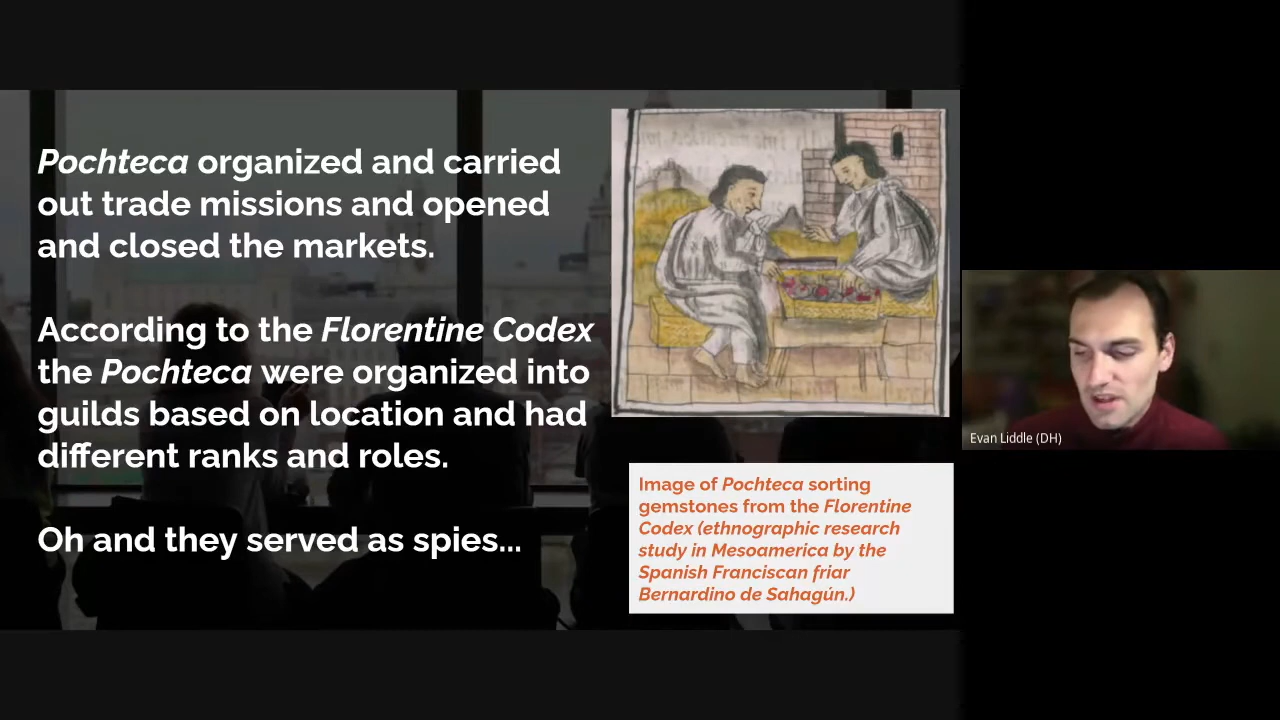 Pochteca organized and carried
out trade missions and opened
and closed the markets.
According to the Florentine Codex
the Pochteca were organized into
guilds based on location and had
different ranks and roles.
Oh and they served as spies...
Image of Pochteca sorting
gemstones from the Florentine
Codex (ethnographic research
study in Mesoamerica by the
Spanish Franciscan friar
Bernardino de Sahagún.)
Evan Liddle (DH)